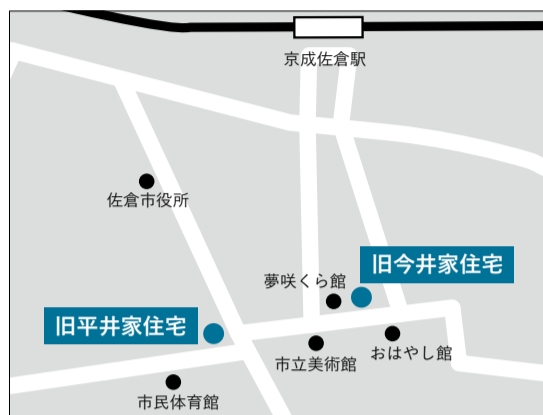 京成佐倉駅
佐倉市役所
旧今井家住宅
夢咲くら館
旧平井家住宅
市立美術館
おはやし館
市民体育館